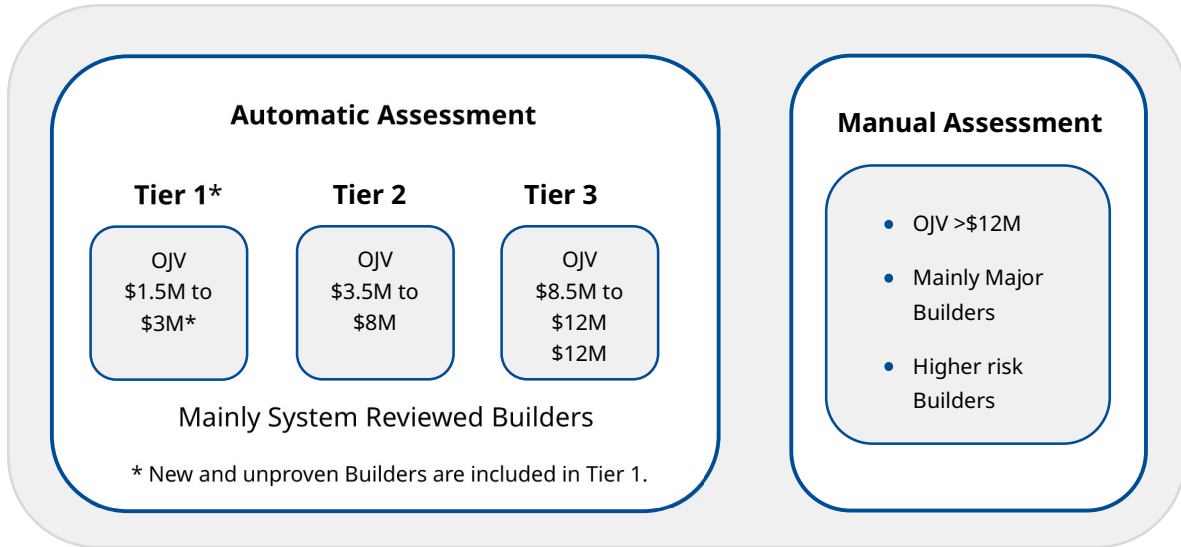 Automatic Assessment
Tier 1*
OJV
$1.5M to
$3M*
Tier 2
OJV
$3.5M to
$8M
Tier 3
OJV
$8.5M to
$12M
$12M
Mainly System Reviewed Builders
* New and unproven Builders are included in Tier 1.
Manual Assessment
• OJV >$12M
• Mainly Major
Builders
• Higher risk
Builders